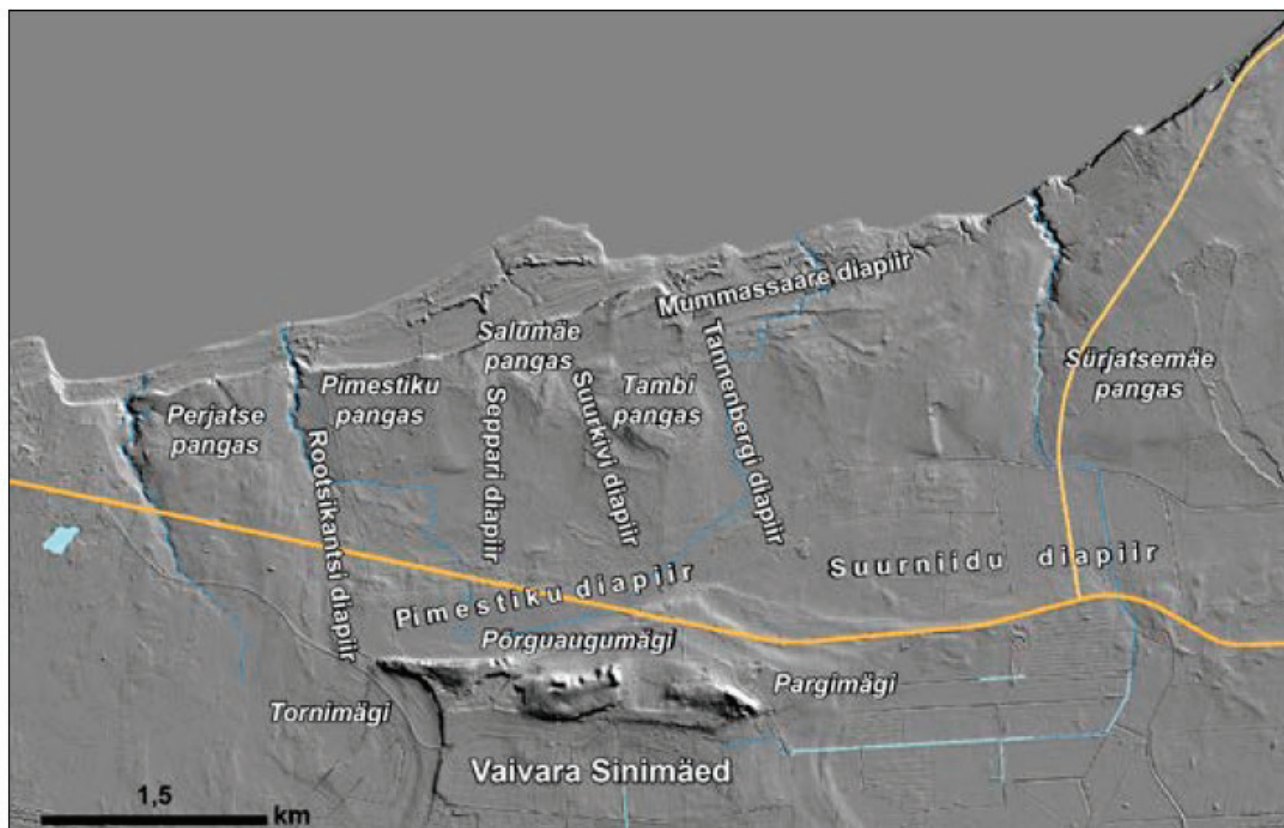 Mummassaare diapiir
Salumäe
pangas
Tannenbergi diapiir
Pimestiku
pangas
Suurkivi diapiir
Tambi
pangas
Sürjatsemäe
pangas
Perjatse
pangas
Seppari diapiir
Rootsikantsi diapiir
Suurniidu diapiir
Pimestiku diapiir
Põrguaugumägi
Pargimägi
Tornimägi
Vaivara Sinimäed
1,5
km